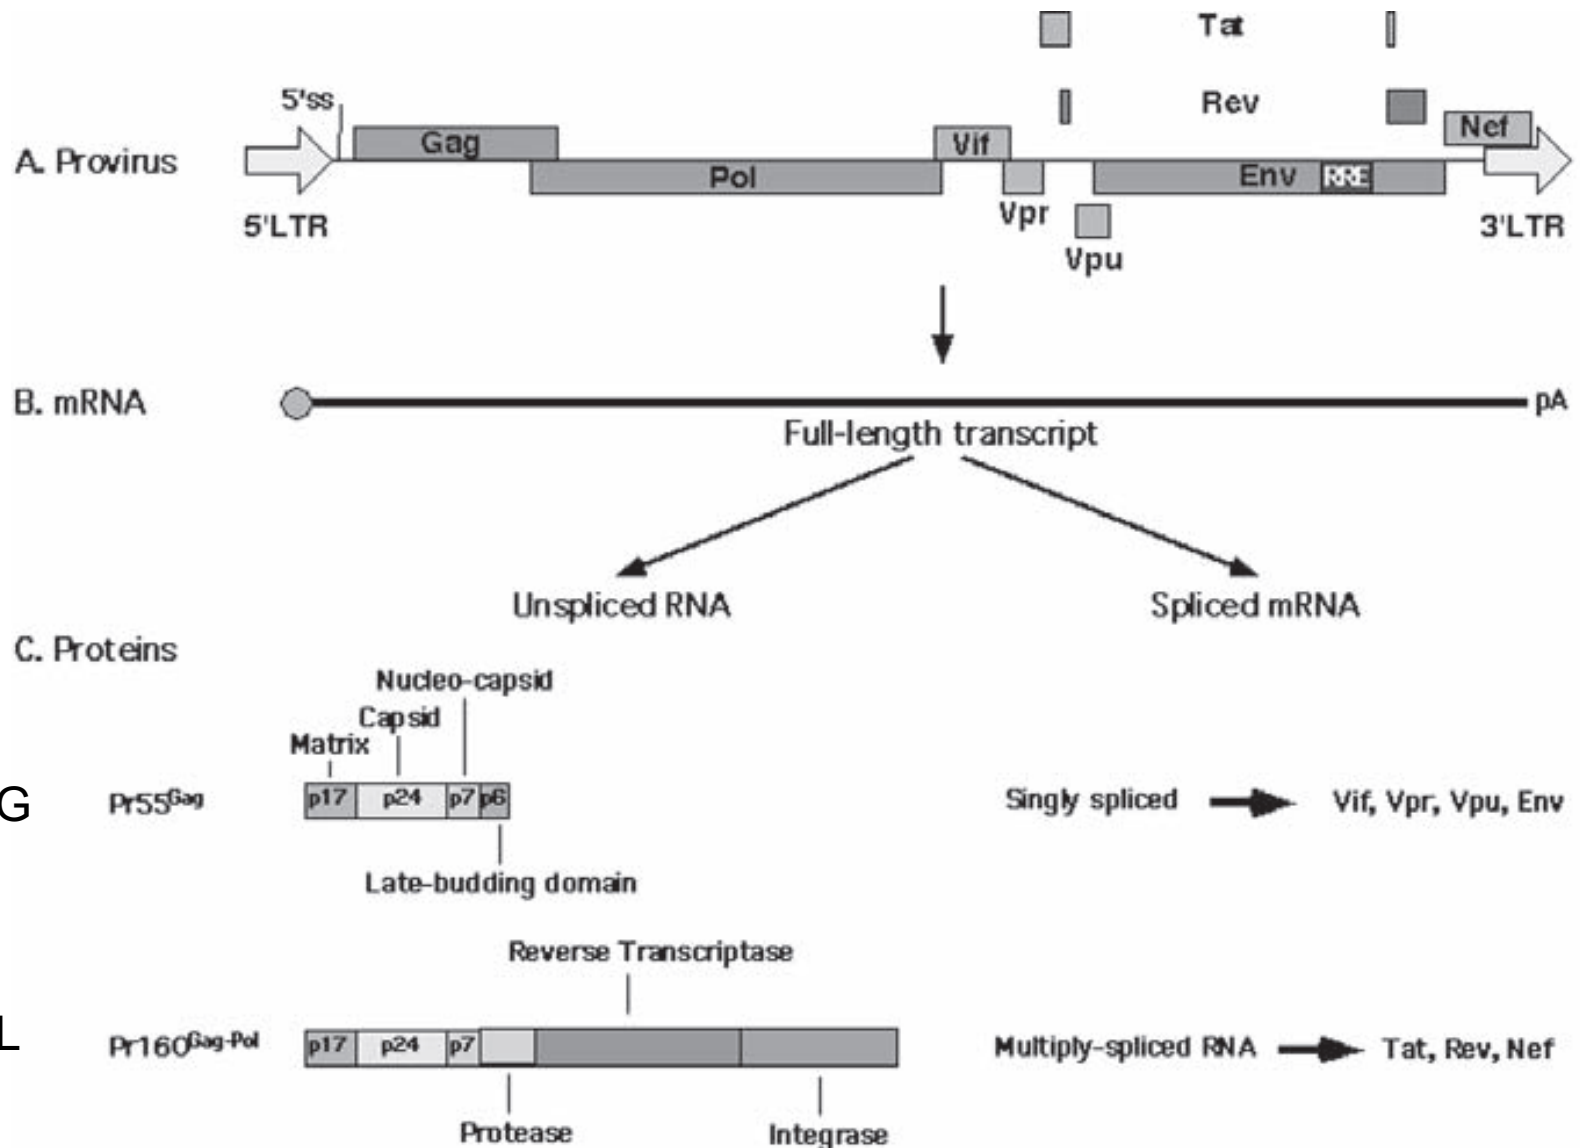 Tat
5'ss
Rev
A. Provirus
Gag
Vif
Nef
Pol
Env
RRE
Vpr
5'LTR
3'LTR
Vpu
B. mRNA
pA
Full-length transcript
Unspliced RNA
Spliced mRNA
C. Proteins
Nucleo-capsid
Capsid
Matrix
G
Pr55Gag
p17
p24
p7
p6
Singly spliced
Vif, Vpr, Vpu, Env
Late-budding domain
Reverse Transcriptase
L
Pr160Gag-Pol
p17
p24
p7
Multiply-spliced RNA
Tat, Rev, Nef
Protease
Integrase